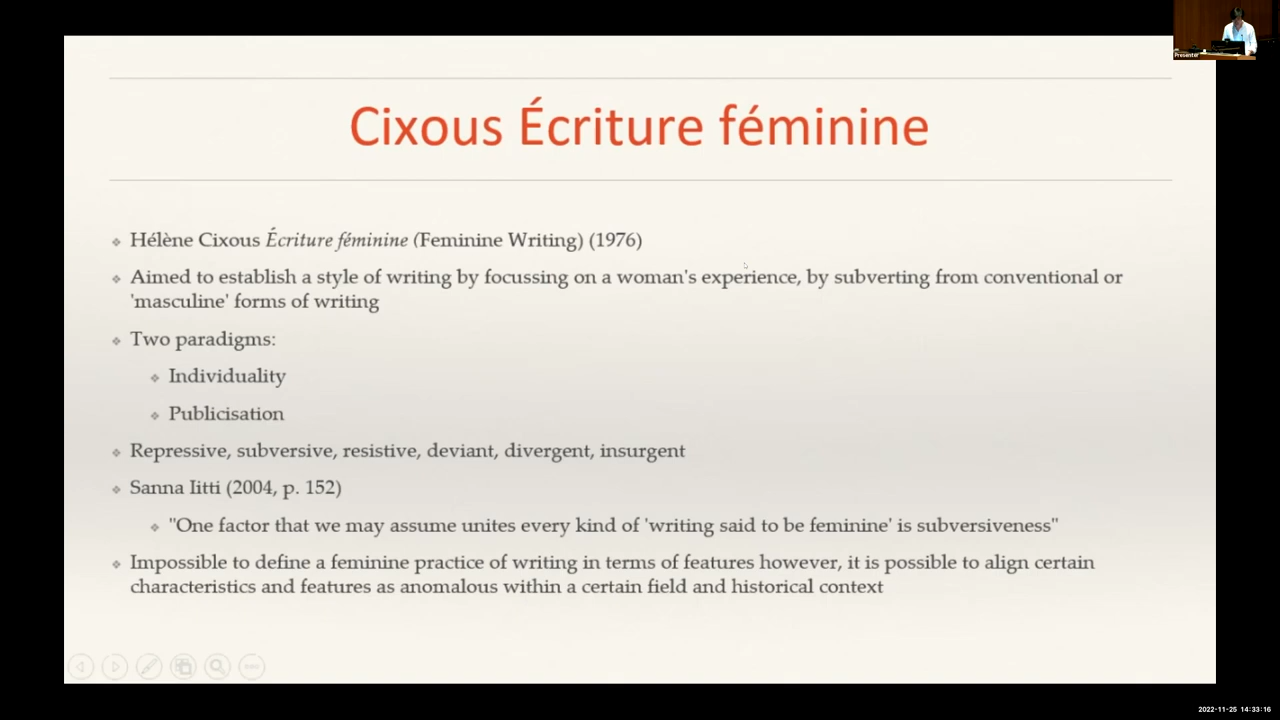 Presenter
Cixous Écriture féminine
Hélène Cixous Écriture féminine (Feminine Writing) (1976)
Aimed to establish a style of writing by focussing on a woman's experience, by subverting from conventional or
'masculine' forms of writing
Two paradigms:
Individuality
Publicisation
Repressive, subversive, resistive, deviant, divergent, insurgent
Sanna Iitti (2004, p. 152)
"One factor that we may assume unites every kind of 'writing said to be feminine' is subversiveness"
Impossible to define a feminine practice of writing in terms of features however, it is possible to align certain
characteristics and features as anomalous within a certain field and historical context
2022-11-25 14:33:16